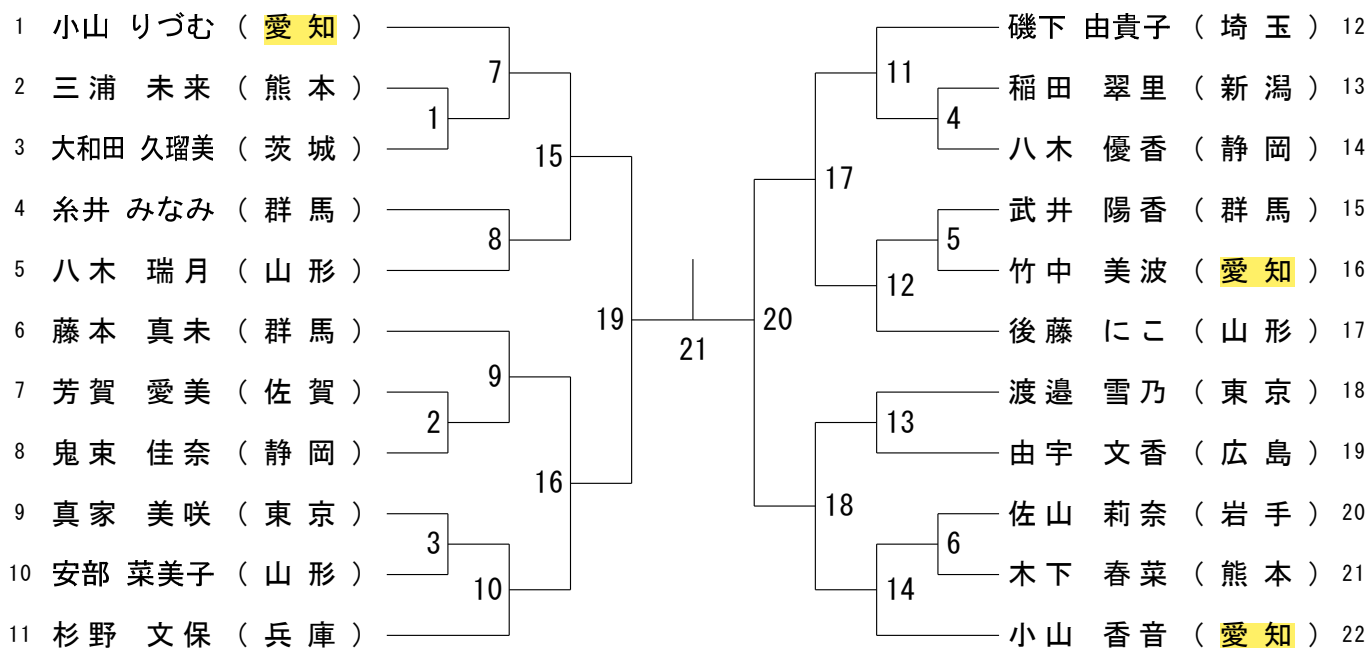 1 小山 りづむ ( 愛 知 )
2 三浦 未来 ( 熊本 )
3 大和田 久瑠美 ( 茨城 )
4 糸井 みなみ ( 群馬 )
5 八木 瑞月 ( 山形 )
6 藤本 真未 ( 群馬 )
7 芳賀 愛美 ( 佐賀 )
8 鬼束 佳奈 ( 静岡 )
9 真家 美咲 ( 東京 )
10 安部 菜美子 ( 山形 )
11 杉野 文保 ( 兵庫 )
7
1
15
8
19
9
2
16
3
10
21
20
11
4
17
5
12
13
18
6
14
磯下 由貴子 ( 埼玉 ) 12
稲田 翠里 ( 新潟 ) 13
八木 優香 ( 静岡 ) 14
武井 陽香 ( 群馬 ) 15
竹中 美波 ( 愛知 ) 16
後藤 にこ ( 山形 ) 17
渡邉 雪乃 ( 東京 ) 18
由宇 文香 ( 広島 ) 19
佐山 莉奈 ( 岩手 ) 20
木下 春菜 ( 熊本 ) 21
小山 香音 ( 愛知 ) 22